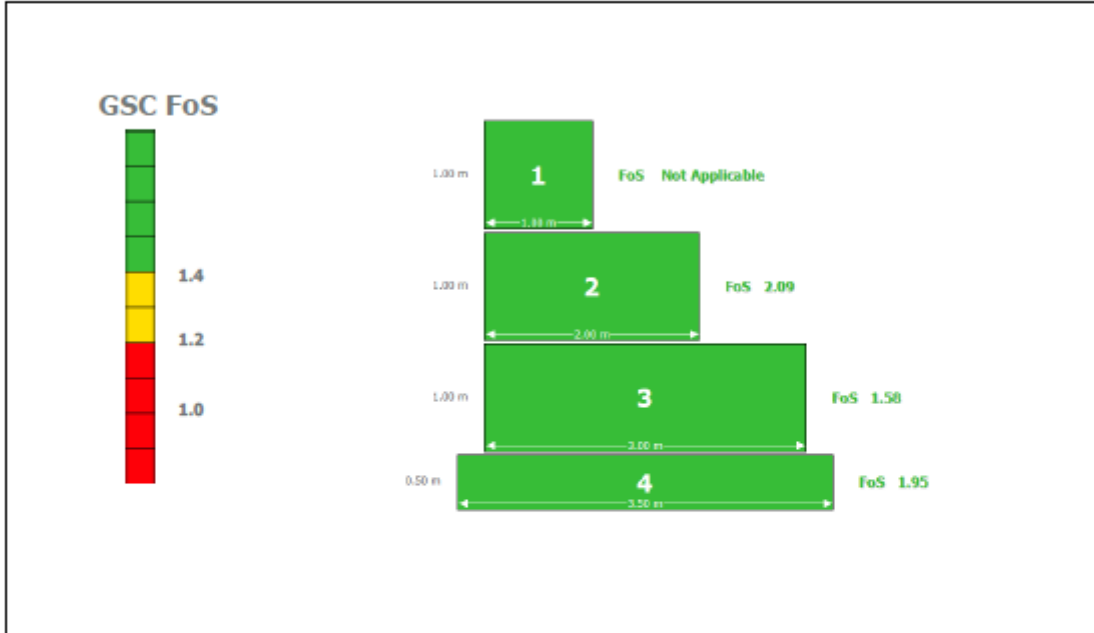 GSC FoS
1.4
1.2
1.0
1.00 m
1
FoS Not Applicable
1.00 m
1.00 m
2
FoS 2.09
2.00 m
1.00 m
3
FoS 1.58
3.00 m
0.50 m
4
FoS 1.95
3.50 m